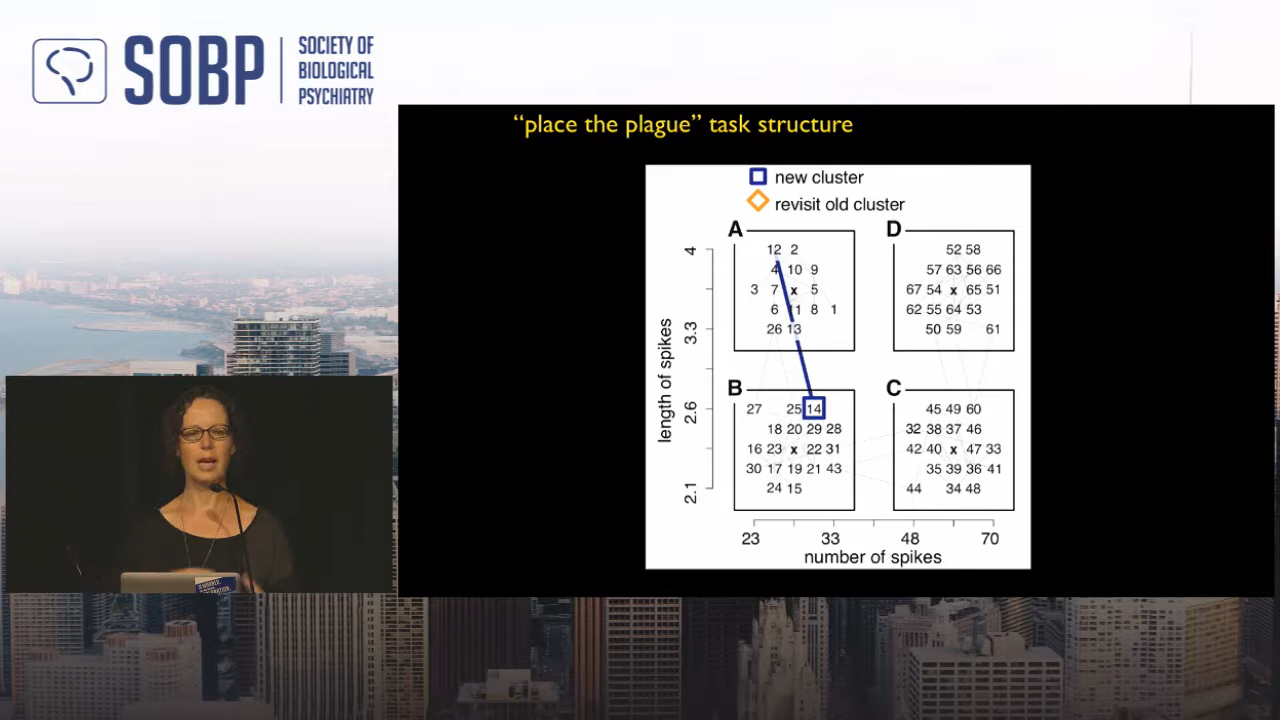 SOBP
SOCIETY OF
BIOLOGICAL
PSYCHIATRY
“place the plague” task structure
new cluster
revisit old cluster
A
D
4
12 2
4 10 9
3 7 x 5
6 11 8 1
26 13
52 58
57 63 56 66
67 54 x 65 51
62 55 64 53
50 59 61
3.3
length of spikes
B
C
2.6
27 25 14
18 20 29 28
16 23 x 22 31
30 17 19 21 43
24 15
45 49 60
32 38 37 46
42 40 x 47 33
35 39 36 41
44 34 48
2.1
23 33 48 70
number of spikes